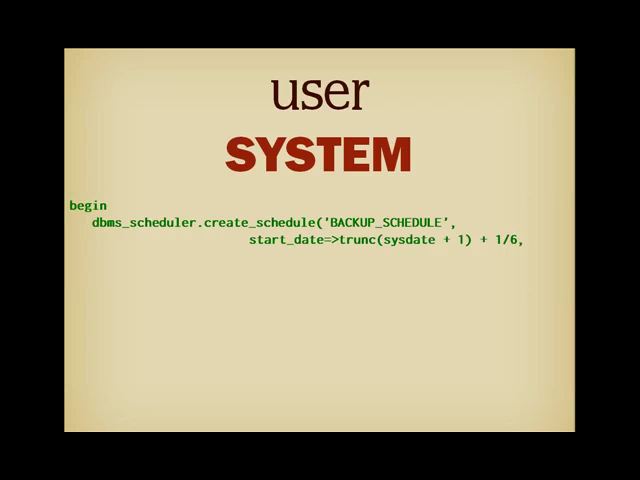 user
SYSTEM
begin
dbms_scheduler.create_schedule('BACKUP_SCHEDULE',
start_date=>trunc(sysdate + 1) + 1/6,